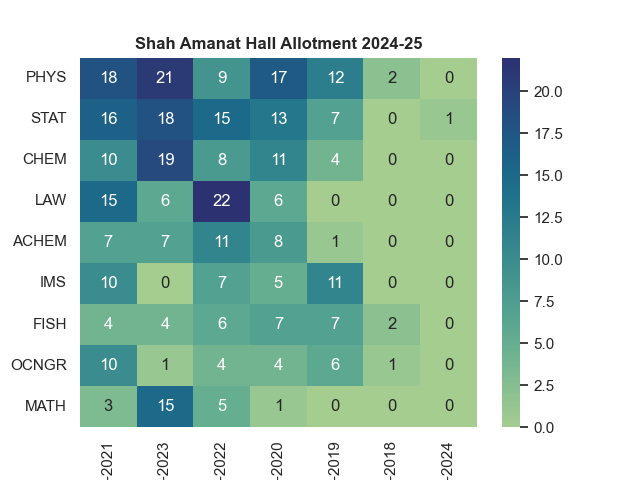 Shah Amanat Hall Allotment 2024-25
PHYS 18 21 9 17 12 2 0
STAT 16 18 15 13 7 0 1
CHEM 10 19 8 11 4 0 0
LAW 15 6 22 6 0 0 0
ACHEM 7 7 11 8 1 0 0
IMS 10 0 7 5 11 0 0
FISH 4 4 6 7 7 2 0
OCNGR 10 1 4 4 6 1 0
MATH 3 15 5 1 0 0 0
-2021 -2023 -2022 -2020 -2019 -2018 -2024
20.0
17.5
15.0
12.5
10.0
7.5
5.0
2.5
0.0